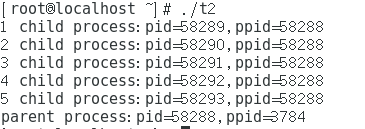 [root@localhost ~]# ./t2
1 child process:pid=58289,ppid=58288
2 child process:pid=58290,ppid=58288
3 child process:pid=58291,ppid=58288
4 child process:pid=58292,ppid=58288
5 child process:pid=58293,ppid=58288
parent process:pid=58288,ppid=3784